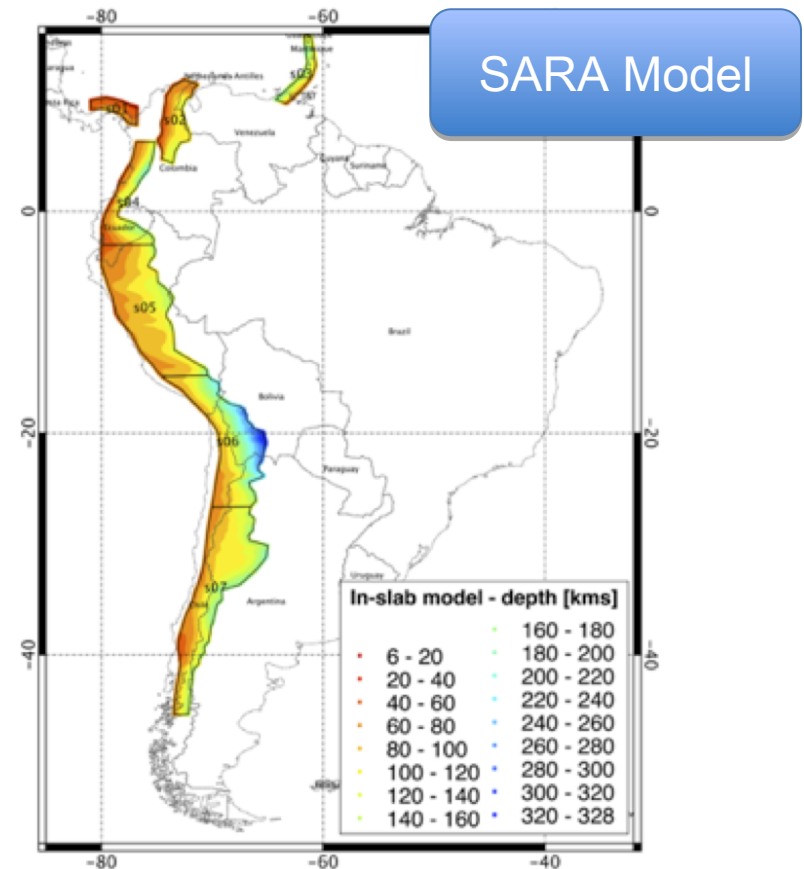 SARA Model
-80
-60
Martinique
s03
Netherlands Antilles
s01
s02
Venezuela
Guyana
Suriname
Colombia
0
s04
0
Ecuador
s05
Brazil
Bolivia
-20
s06
-20
Paraguay
Uruguay
s07
Chile
Argentina
In-slab model - depth [kms]
6 - 20
20 - 40
40 - 60
60 - 80
80 - 100
100 - 120
120 - 140
140 - 160
160 - 180
180 - 200
200 - 220
220 - 240
240 - 260
260 - 280
280 - 300
300 - 320
320 - 328
-40
-40
-80
-60
-40